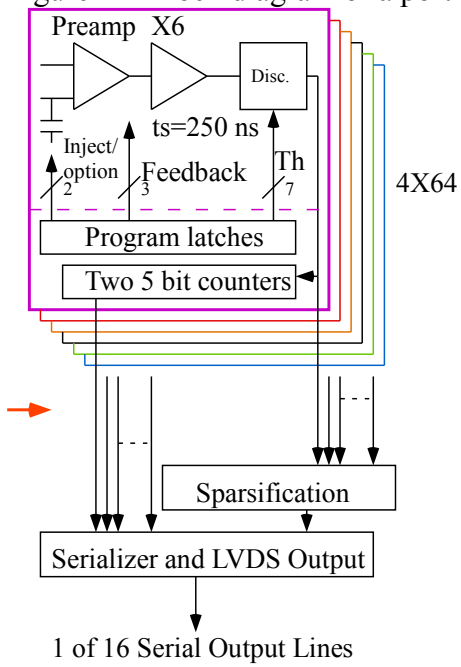 Preamp X6
Disc.
ts=250 ns
Inject/
option
2
3
Feedback
Th
7
4X64
Program latches
Two 5 bit counters
Sparsification
Serializer and LVDS Output
1 of 16 Serial Output Lines